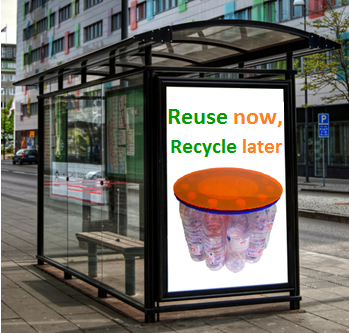 Reuse now,
Recycle later
P